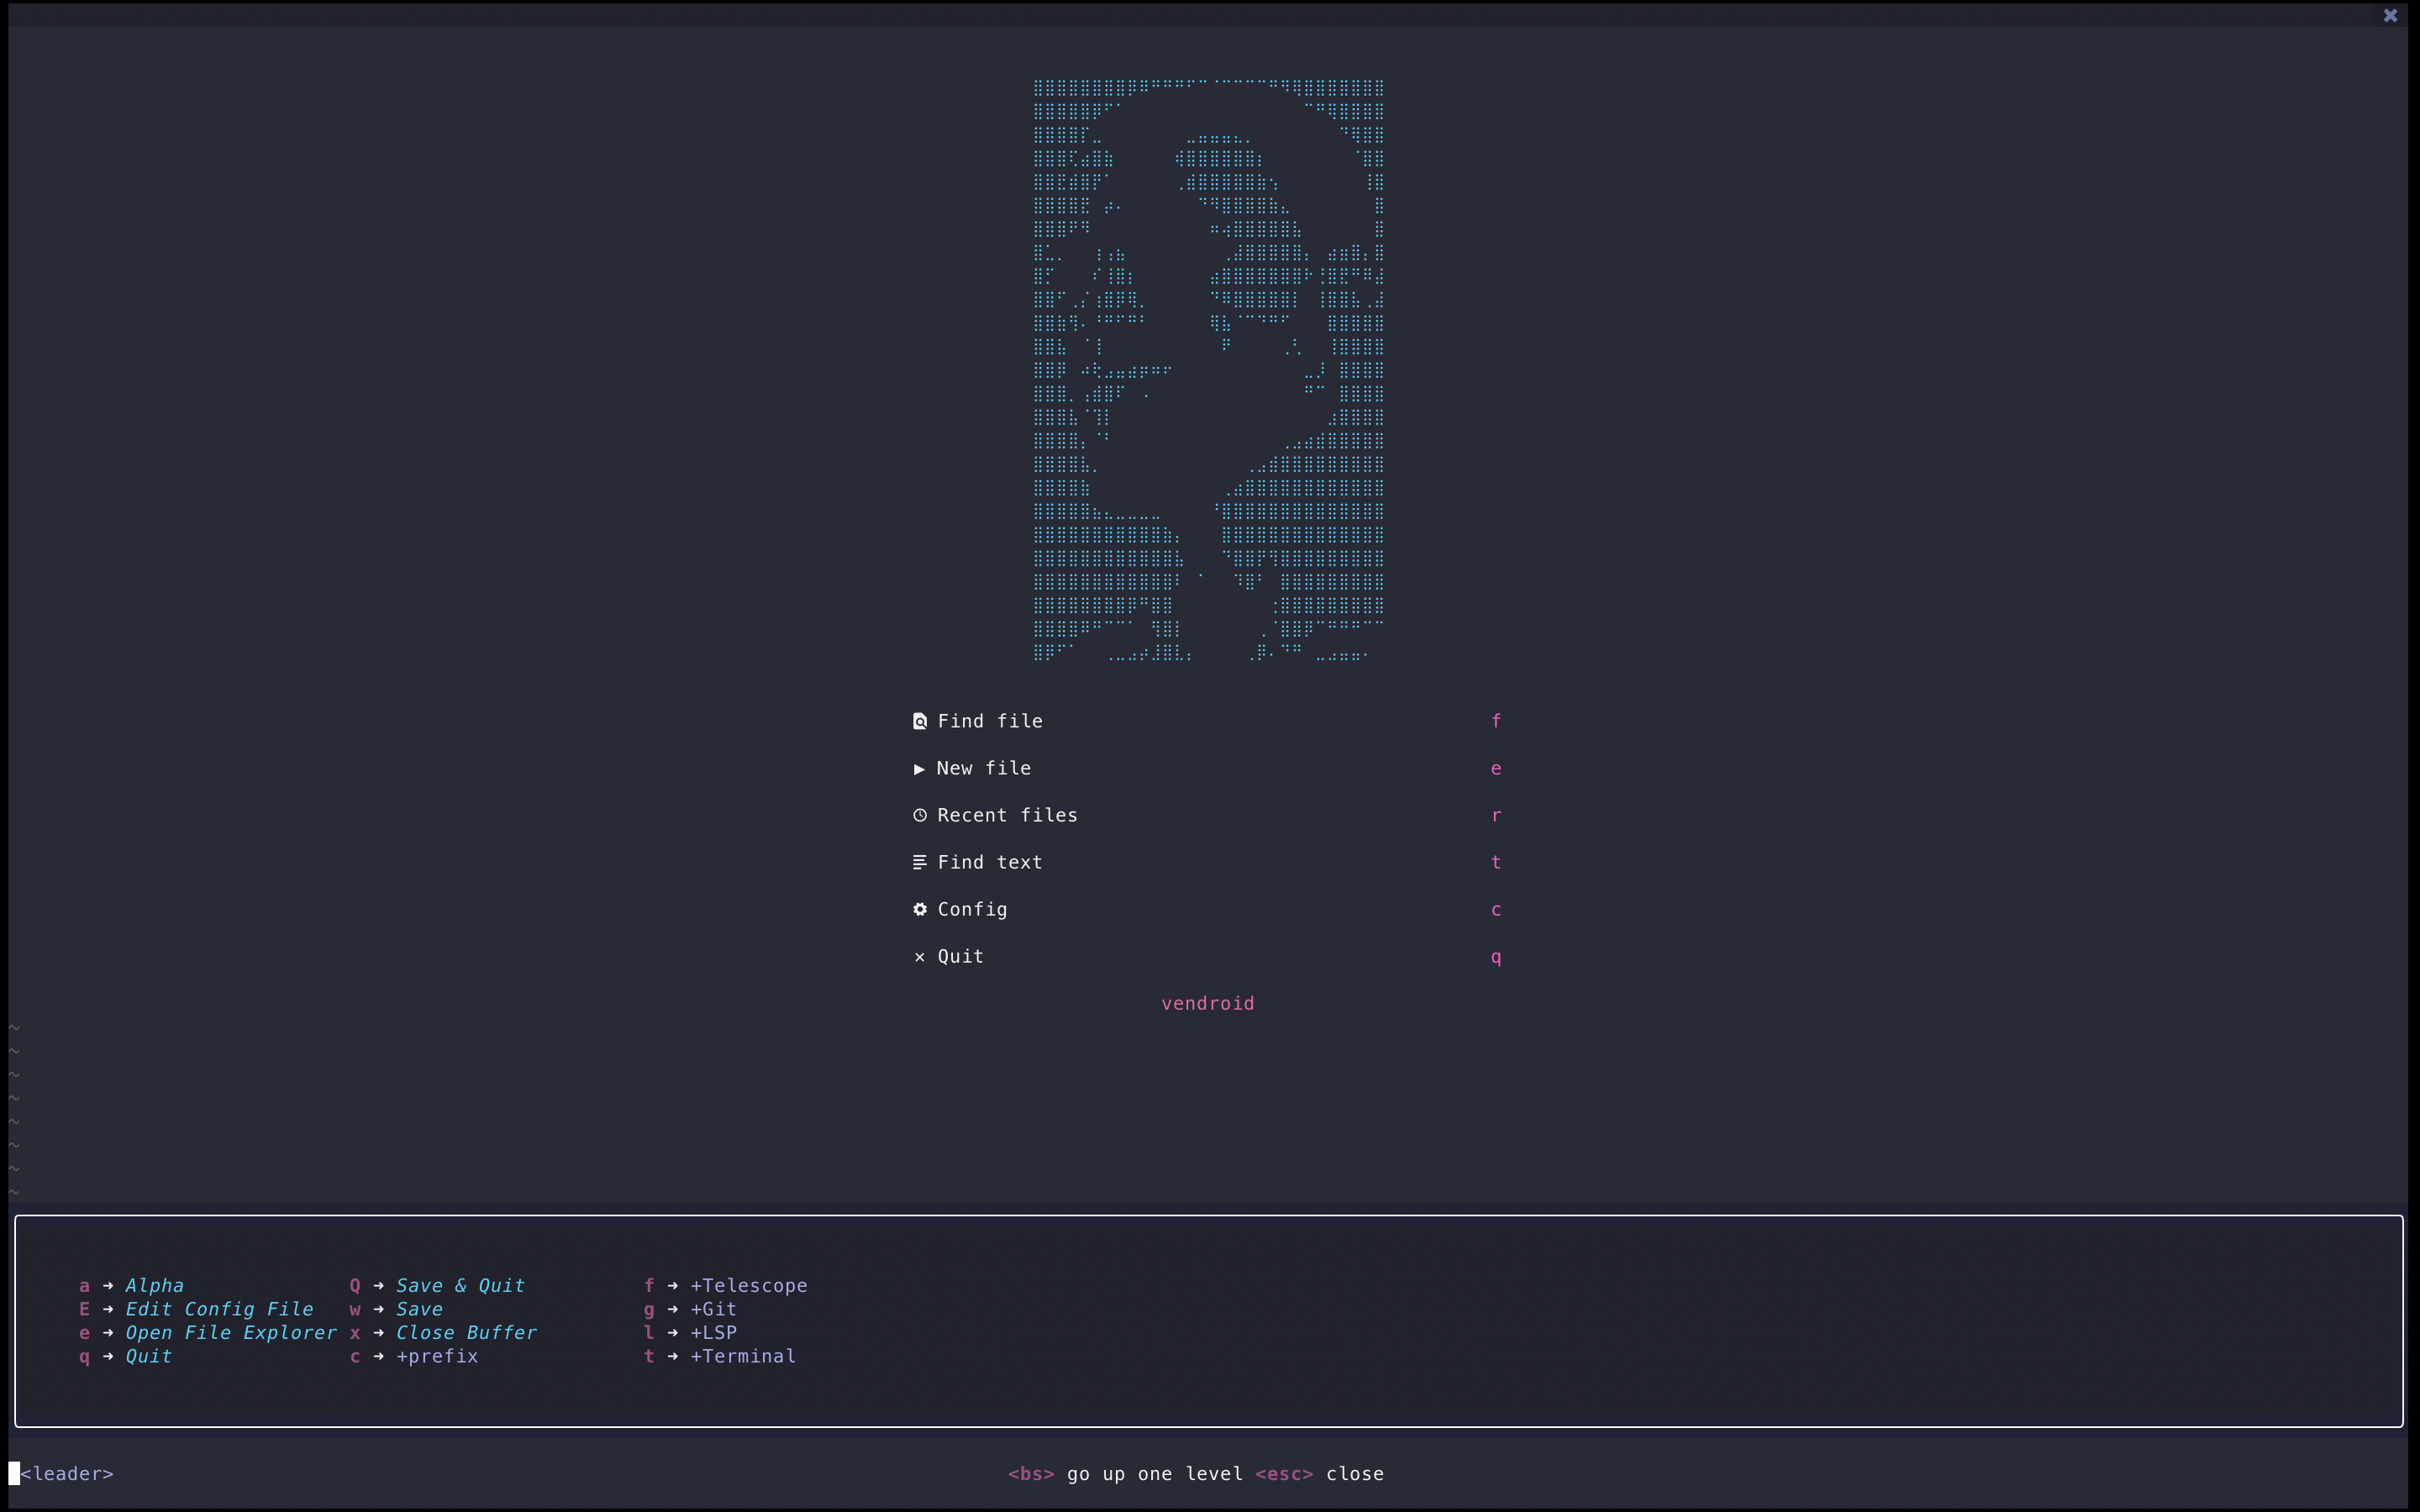 Find file f
New file e
Recent files r
Find text t
Config c
Quit q
vendroid
~
~
~
~
~
~
~
~
a ➜ Alpha Q ➜ Save & Quit f ➜ +Telescope
E ➜ Edit Config File w ➜ Save g ➜ +Git
e ➜ Open File Explorer x ➜ Close Buffer l ➜ +LSP
q ➜ Quit c ➜ +prefix t ➜ +Terminal
<leader> <bs> go up one level <esc> close